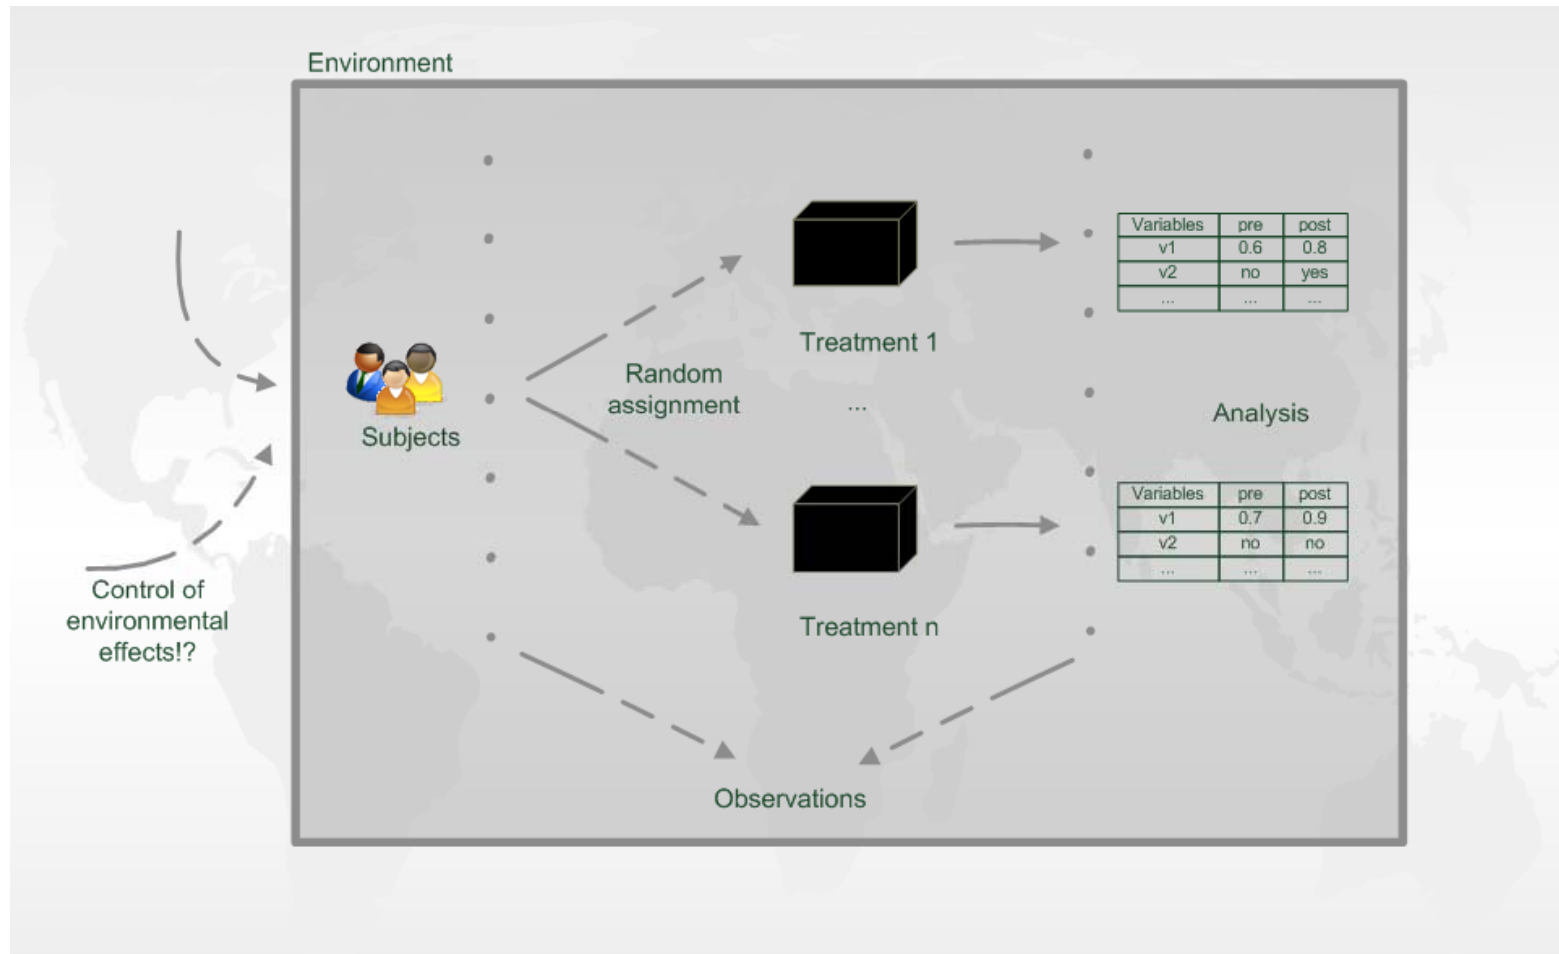 Environment
Variables pre post
v1 0.6 0.8
v2 no yes
... ... ...
Treatment 1
Random
assignment
...
Analysis
Subjects
Variables pre post
v1 0.7 0.9
v2 no no
... ... ...
Control of
environmental
effects!?
Treatment n
Observations